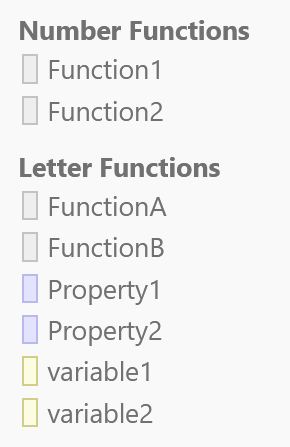 Number Functions
Function1
Function2
Letter Functions
FunctionA
FunctionB
Property1
Property2
variable1
variable2